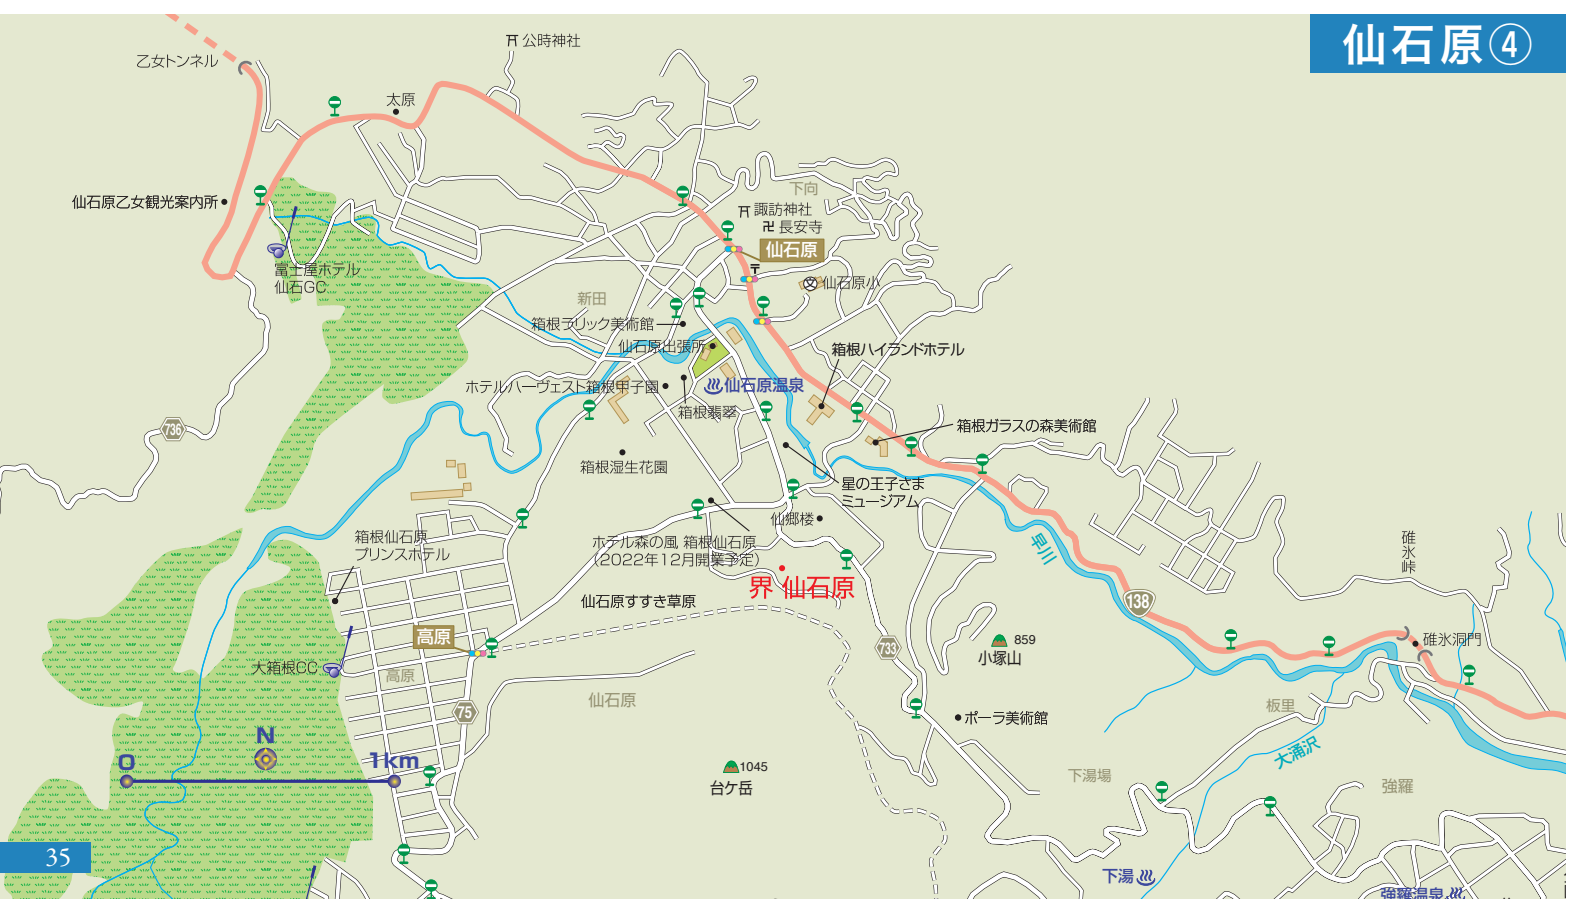 仙石原④
公時神社
乙女トンネル
太原
仙石原乙女観光案内所
下向
諏訪神社
卍 長安寺
仙石原
〒
富士屋ホテル
仙石GC
仙石原小
新田
箱根ラリック美術館
仙石原出張所
箱根ハイランドホテル
ホテルハーヴェスト箱根甲子園
仙石原温泉
箱根翡翠
箱根ガラスの森美術館
736
箱根湿生花園
星の王子さま
ミュージアム
仙郷楼
箱根仙石原
プリンスホテル
ホテル森の風 箱根仙石原
(2022年12月開業予定)
早川
碓氷峠
界 仙石原
仙石原すすき草原
138
高原
733
859
小塚山
碓氷洞門
大箱根CC
高原
仙石原
75
板里
ポーラ美術館
N
0
1km
大涌沢
1045
台ケ岳
下湯場
強羅
35
下湯
強羅温泉